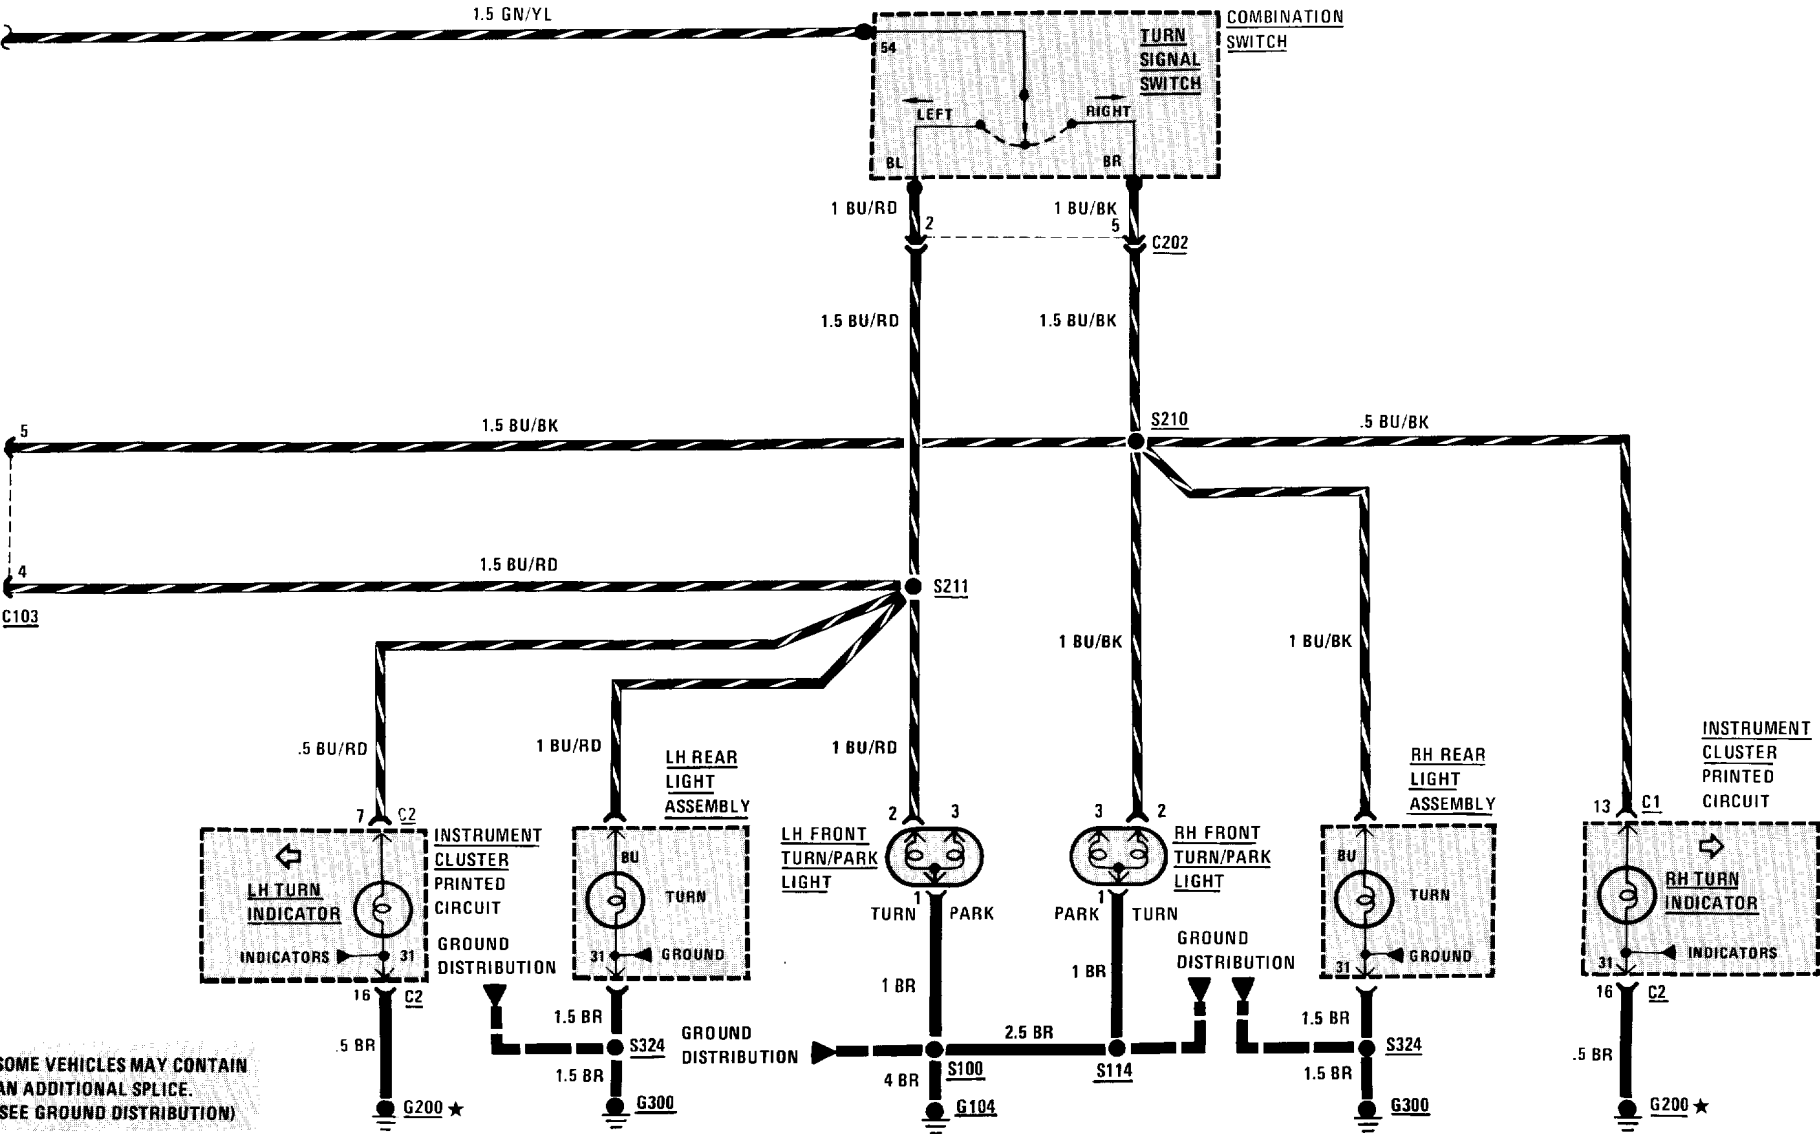 1.5 GN/YL
COMBINATION
SWITCH
54
TURN
SIGNAL
SWITCH
LEFT
RIGHT
BL
BR
1 BU/RD
1 BU/BK
2
5
C202
1.5 BU/RD
1.5 BU/BK
5
1.5 BU/BK
S210
.5 BU/BK
4
1.5 BU/RD
S211
C103
1 BU/BK
1 BU/BK
.5 BU/RD
1 BU/RD
1 BU/RD
LH REAR
LIGHT
ASSEMBLY
RH REAR
LIGHT
ASSEMBLY
INSTRUMENT
CLUSTER
PRINTED
CIRCUIT
7
C2
2
3
3
2
13
C1
INSTRUMENT
CLUSTER
PRINTED
CIRCUIT
LH TURN
INDICATOR
INDICATORS
31
BU
TURN
31
GROUND
LH FRONT
TURN/PARK
LIGHT
RH FRONT
TURN/PARK
LIGHT
BU
TURN
31
GROUND
RH TURN
INDICATOR
INDICATORS
31
1
TURN
PARK
1
PARK
TURN
GROUND
DISTRIBUTION
GROUND
DISTRIBUTION
16
C2
16
C2
1 BR
1 BR
1.5 BR
1.5 BR
.5 BR
S324
GROUND
DISTRIBUTION
2.5 BR
S324
.5 BR
1.5 BR
4 BR
S100
S114
1.5 BR
G200 ★
G300
G104
G300
G200 ★
SOME VEHICLES MAY CONTAIN
AN ADDITIONAL SPLICE.
SEE GROUND DISTRIBUTION)